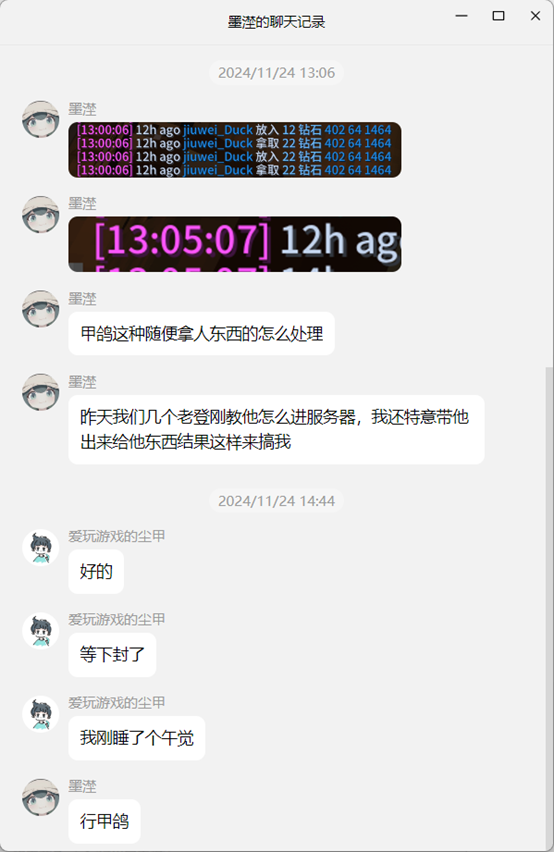 墨溼的聊天记录
2024/11/24 13:06
墨溼
[13:00:06] 12h ago jiuwei_Duck 放入 12 钻石 402 64 1464
[13:00:06] 12h ago jiuwei_Duck 拿取 22 钻石 402 64 1464
[13:00:06] 12h ago jiuwei_Duck 放入 22 钻石 402 64 1464
[13:00:06] 12h ago jiuwei_Duck 拿取 22 钻石 402 64 1464
墨溼
[13:05:07] 12h ago
墨溼
甲鸽这种随便拿人东西的怎么处理
墨溼
昨天我们几个老登刚教他怎么进服务器，我还特意带他
出来给他东西结果这样来搞我
2024/11/24 14:44
爱玩游戏的尘甲
好的
爱玩游戏的尘甲
等下封了
爱玩游戏的尘甲
我刚睡了个午觉
墨溼
行甲鸽